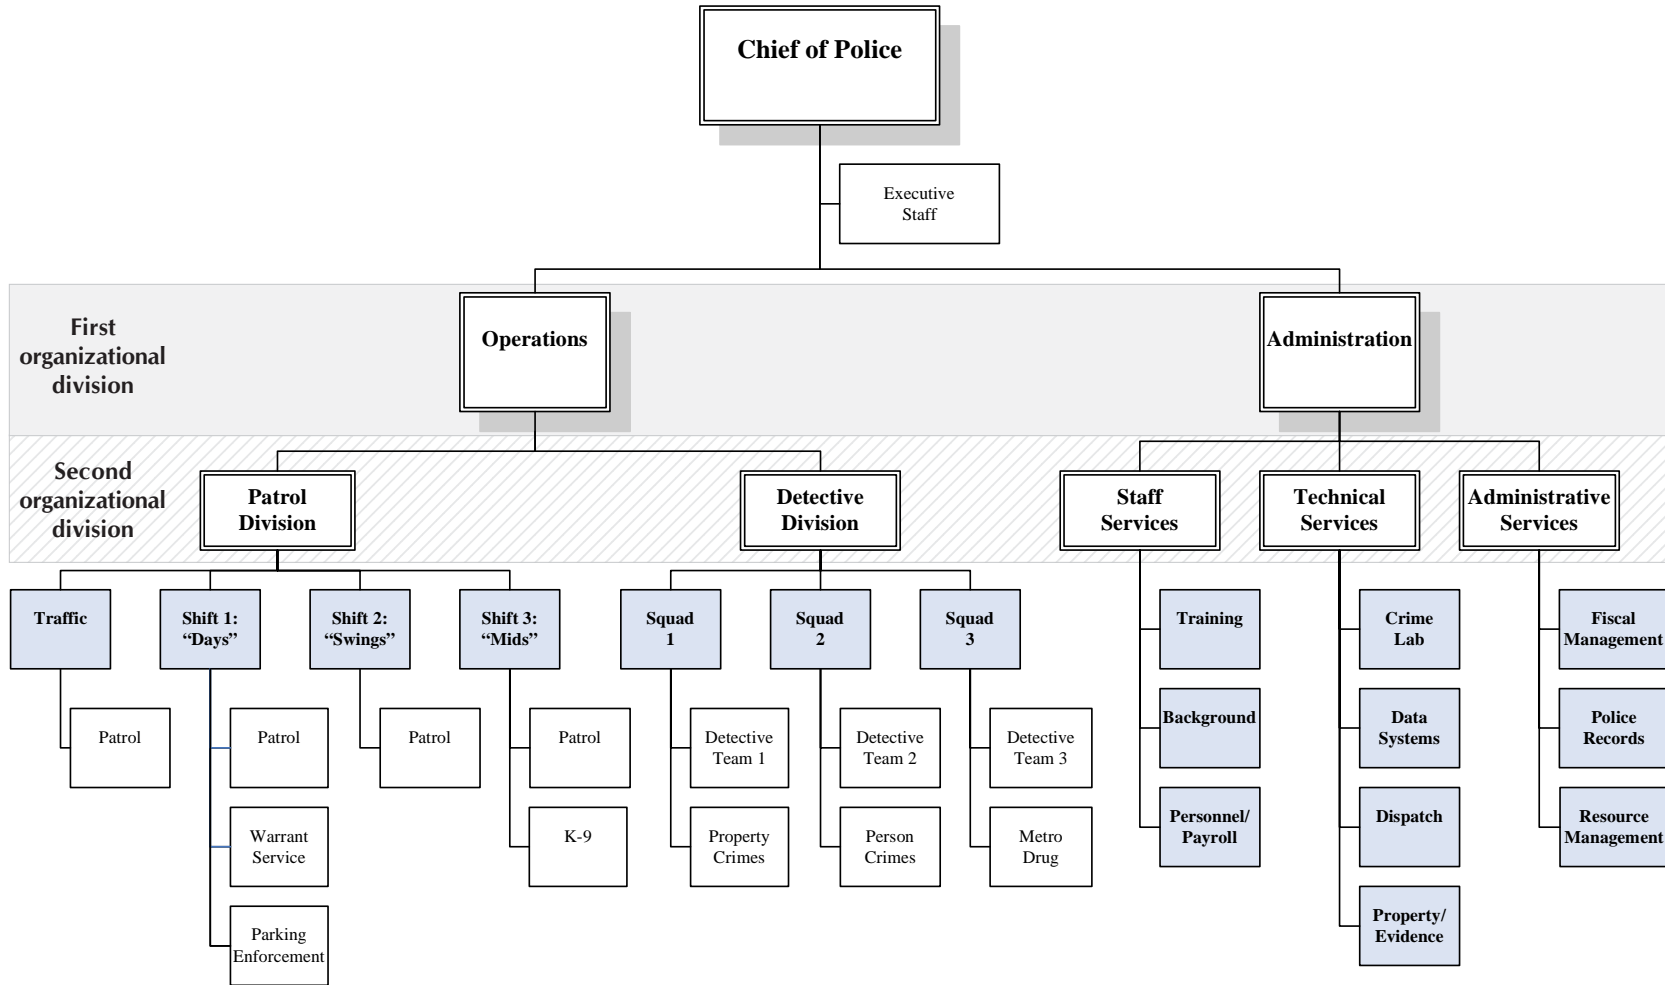 Chief of Police
Executive
Staff
First
organizational
division
Operations
Administration
Second
organizational
division
Patrol
Division
Detective
Division
Staff
Services
Technical
Services
Administrative
Services
Traffic
Shift 1:
“Days”
Shift 2:
“Swings”
Shift 3:
“Mids”
Squad
1
Squad
2
Squad
3
Training
Crime
Lab
Fiscal
Management
Patrol
Patrol
Patrol
Patrol
Detective
Team 1
Detective
Team 2
Detective
Team 3
Background
Data
Systems
Police
Records
Warrant
Service
K-9
Property
Crimes
Person
Crimes
Metro
Drug
Personnel/
Payroll
Dispatch
Resource
Management
Parking
Enforcement
Property/
Evidence